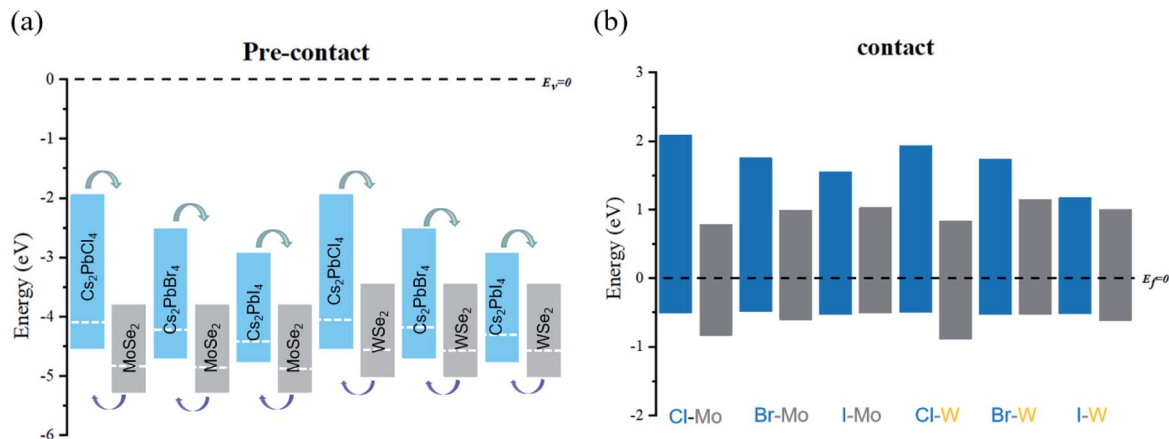 (a)
Pre-contact
0
-1
-2
-3
-4
-5
-6
Energy (eV)
E_v=0
Cs₂PbCl₄
MoSe₂
Cs₂PbBr₄
MoSe₂
Cs₂PbI₄
MoSe₂
Cs₂PbCl₄
WSe₂
Cs₂PbBr₄
WSe₂
Cs₂PbI₄
WSe₂
(b)
contact
3
2
1
0
-1
-2
Energy (eV)
E_f=0
Cl-Mo
Br-Mo
I-Mo
Cl-W
Br-W
I-W